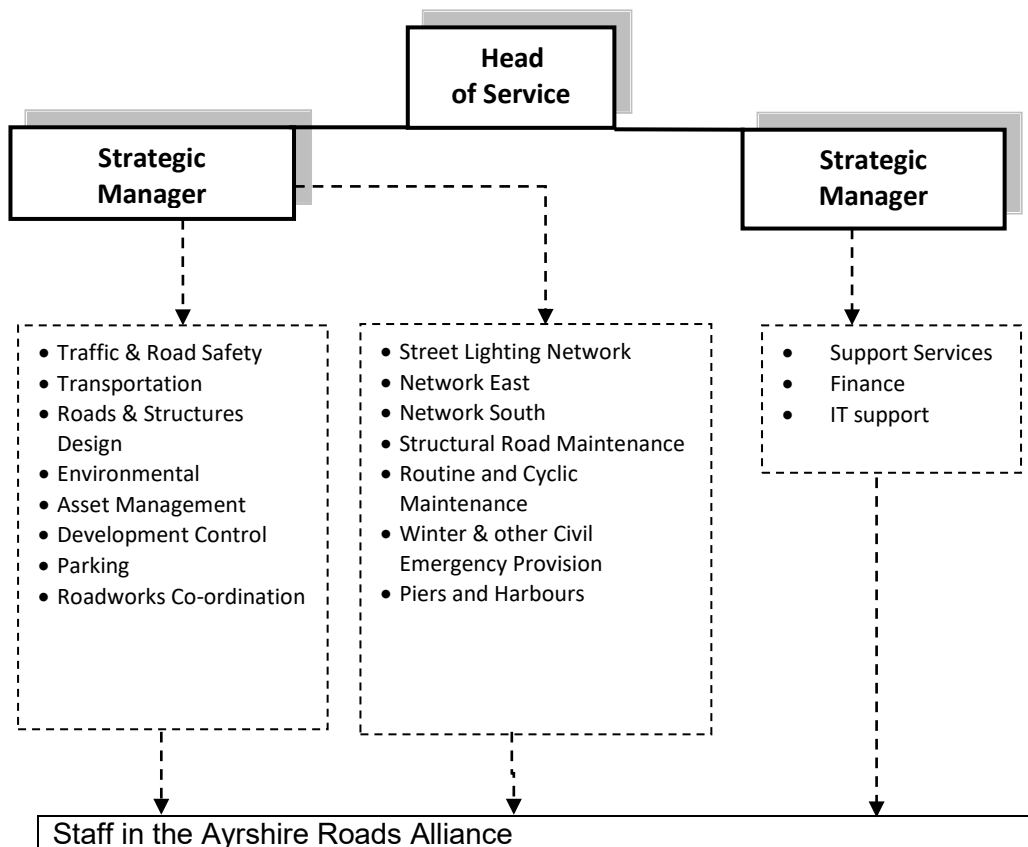 Head
of Service
Strategic
Manager
Strategic
Manager
• Traffic & Road Safety
• Transportation
• Roads & Structures
Design
• Environmental
• Asset Management
• Development Control
• Parking
• Roadworks Co-ordination
• Street Lighting Network
• Network East
• Network South
• Structural Road Maintenance
• Routine and Cyclic
Maintenance
• Winter & other Civil
Emergency Provision
• Piers and Harbours
• Support Services
• Finance
• IT support
Staff in the Ayrshire Roads Alliance